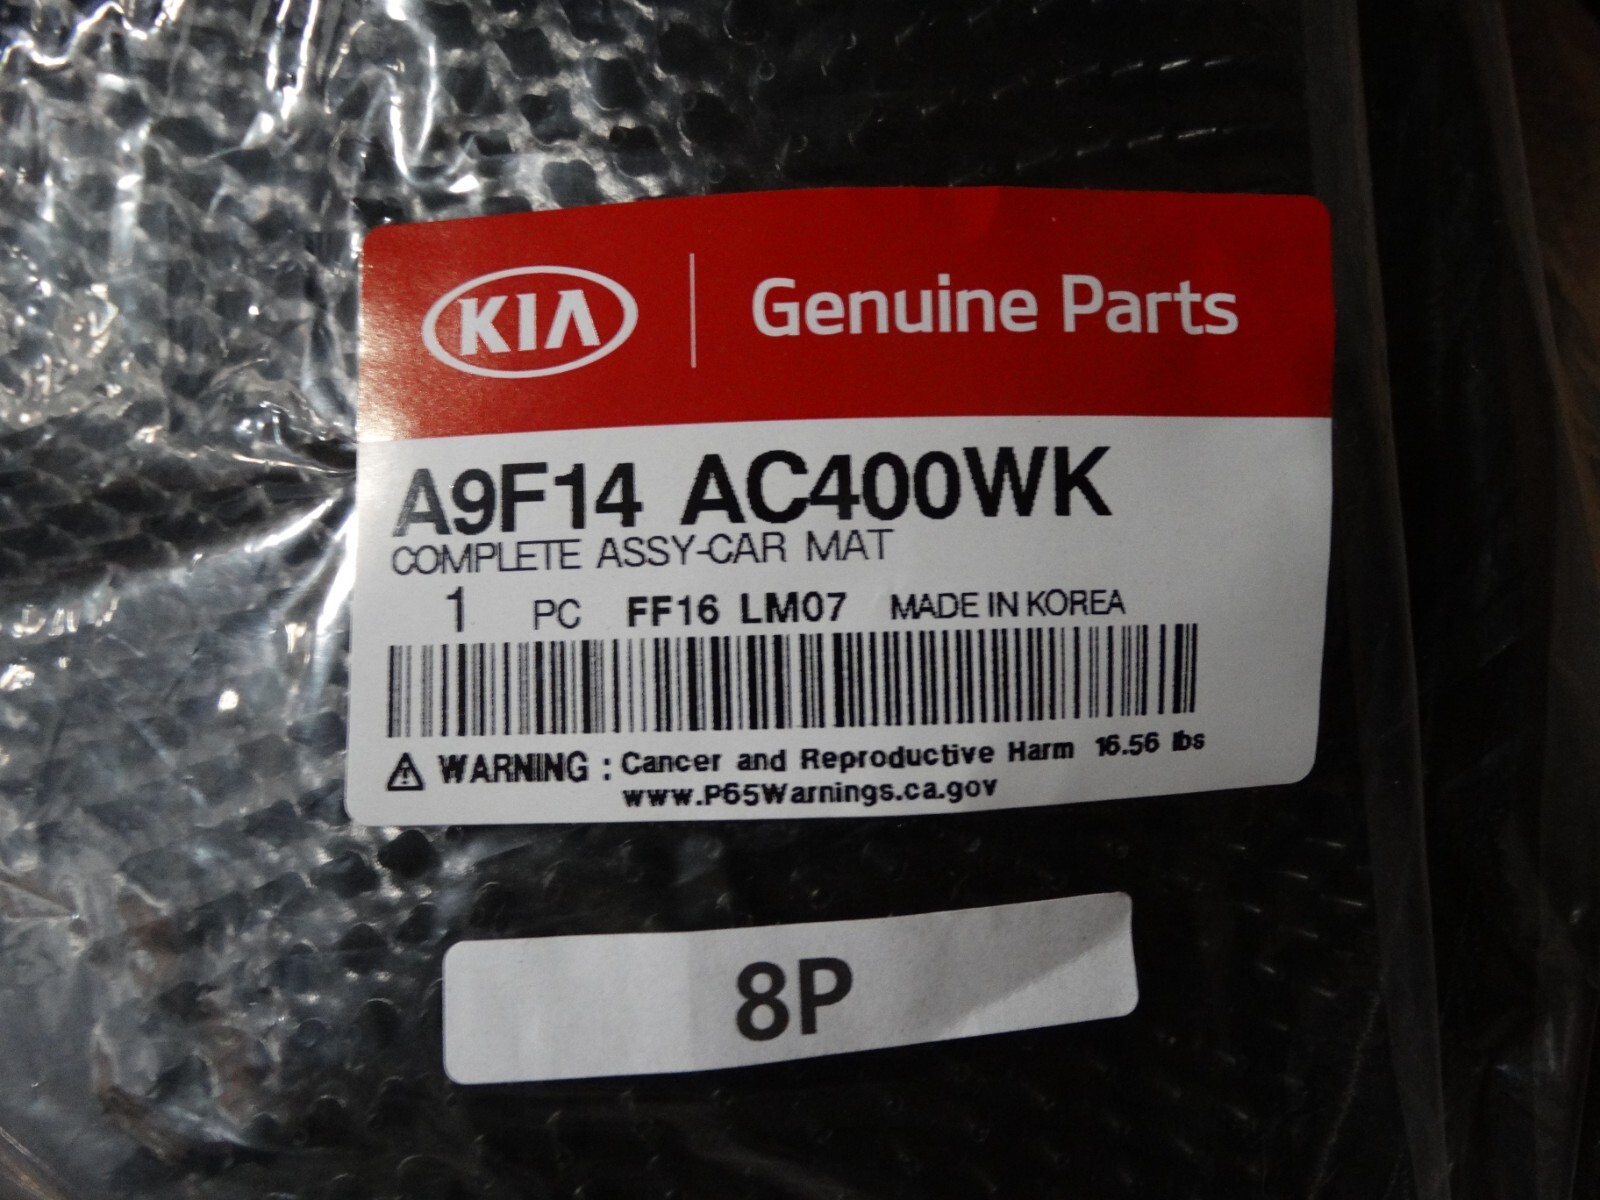 KIA Genuine Parts
A9F14 AC400WK
COMPLETE ASSY-CAR MAT
1 PC FF16 LM07 MADE IN KOREA
WARNING : Cancer and Reproductive Harm 16.56 lbs
www.P65Warnings.ca.gov
8P